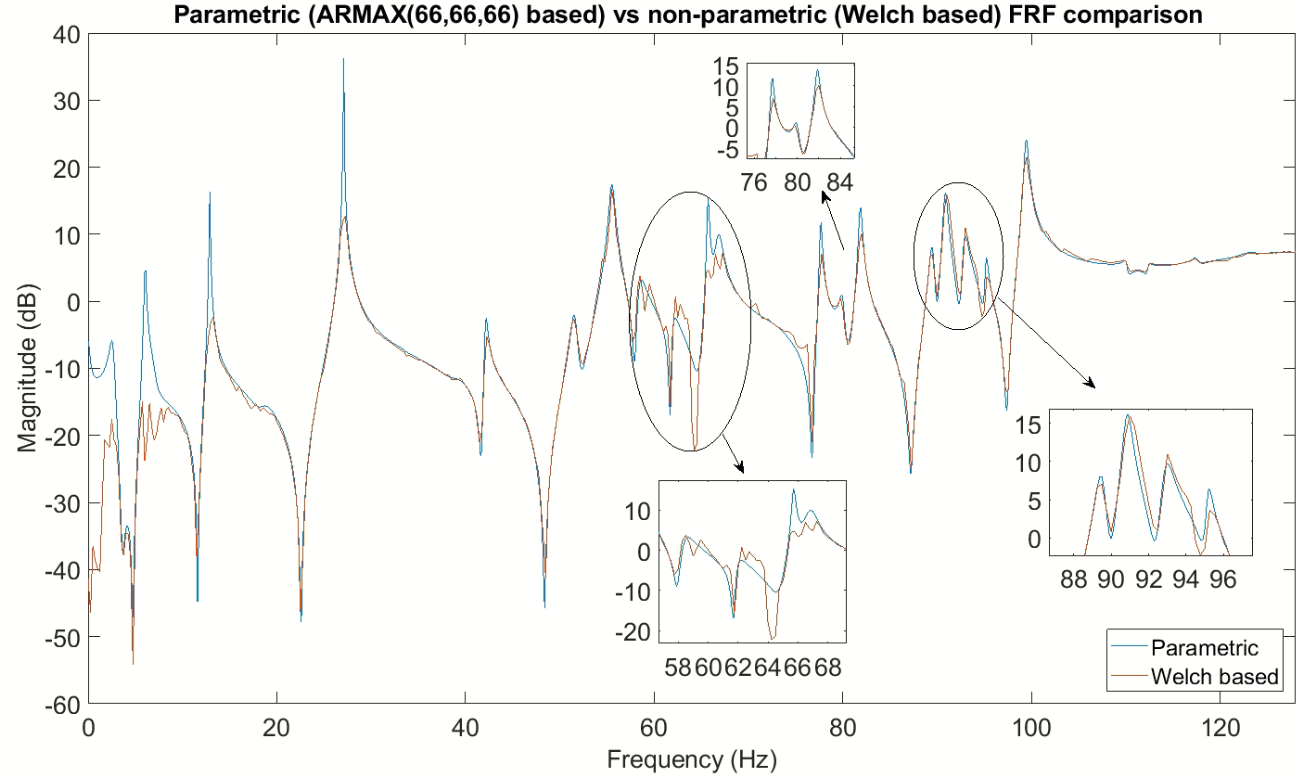 Parametric (ARMAX(66,66,66) based) vs non-parametric (Welch based) FRF comparison
Magnitude (dB)
40
30
20
10
0
-10
-20
-30
-40
-50
-60
0 20 40 60 80 100 120
Frequency (Hz)
15
10
5
0
-5
76 80 84
10
0
-10
-20
58 60 62 64 66 68
15
10
5
0
88 90 92 94 96
Parametric
Welch based